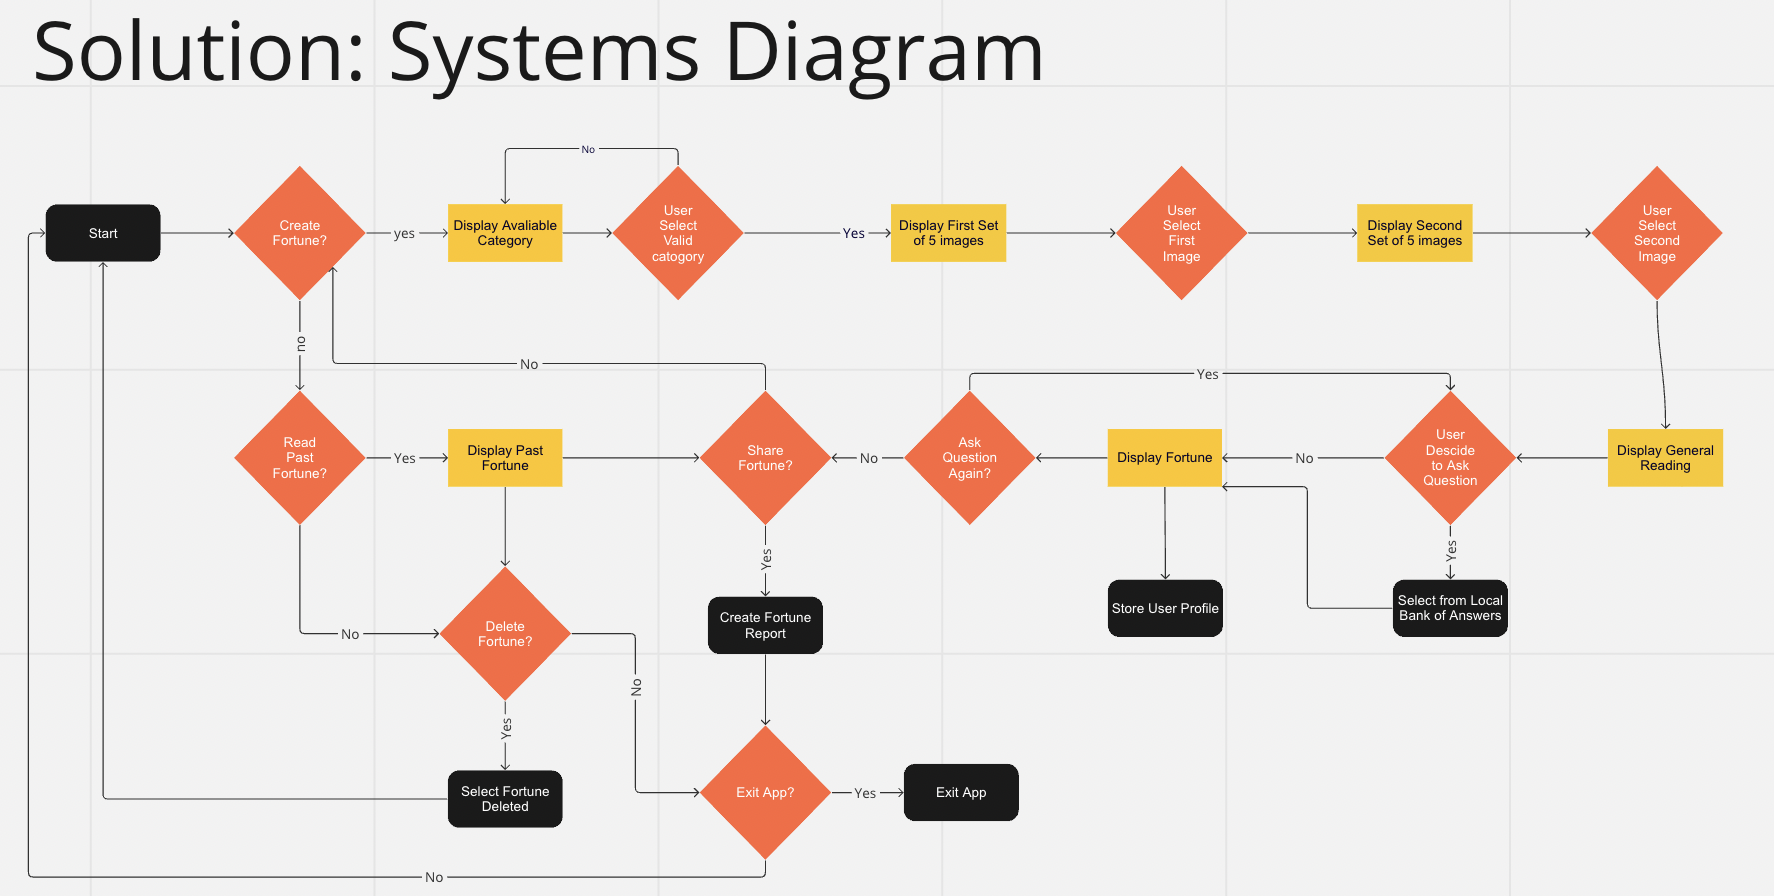 Solution: Systems Diagram
No
Start
Create
Fortune?
yes
Display Avaliable
Category
User
Select
Valid
catogory
Yes
Display First Set
of 5 images
User
Select
First
Image
Display Second
Set of 5 images
User
Select
Second
Image
no
No
Yes
Read
Past
Fortune?
Yes
Display Past
Fortune
Share
Fortune?
No
Ask
Question
Again?
Display Fortune
No
User
Descide
to Ask
Question
Display General
Reading
Yes
Yes
No
Delete
Fortune?
Create Fortune
Report
Store User Profile
Select from Local
Bank of Answers
No
Yes
Select Fortune
Deleted
Exit App?
Yes
Exit App
No